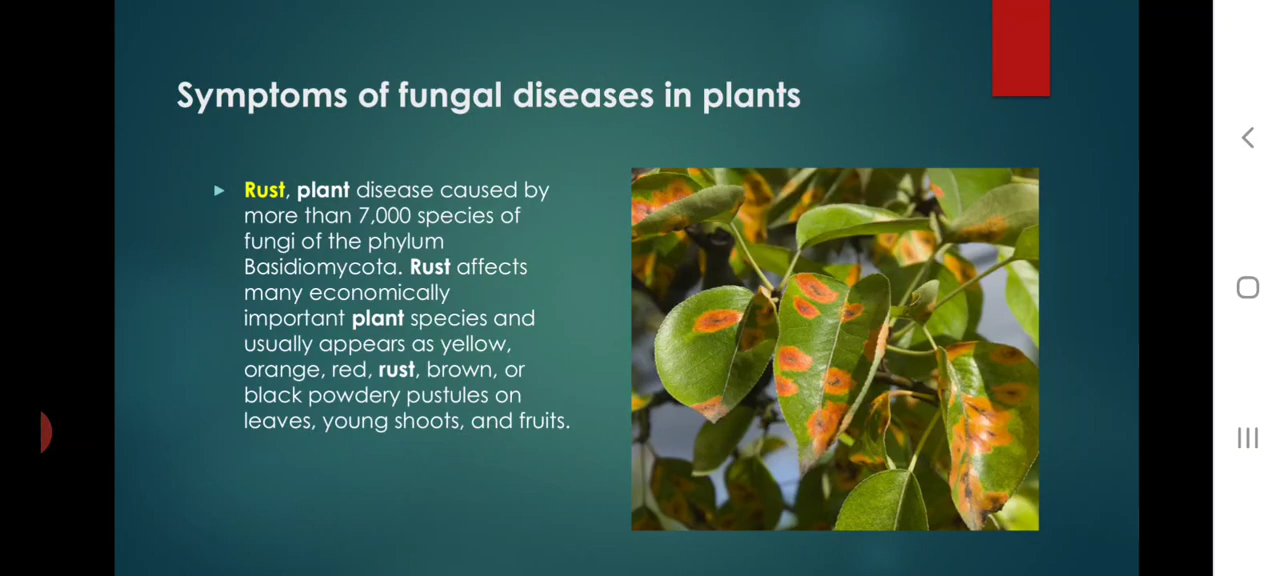 Symptoms of fungal diseases in plants
Rust, plant disease caused by
more than 7,000 species of
fungi of the phylum
Basidiomycota. Rust affects
many economically
important plant species and
usually appears as yellow,
orange, red, rust, brown, or
black powdery pustules on
leaves, young shoots, and fruits.